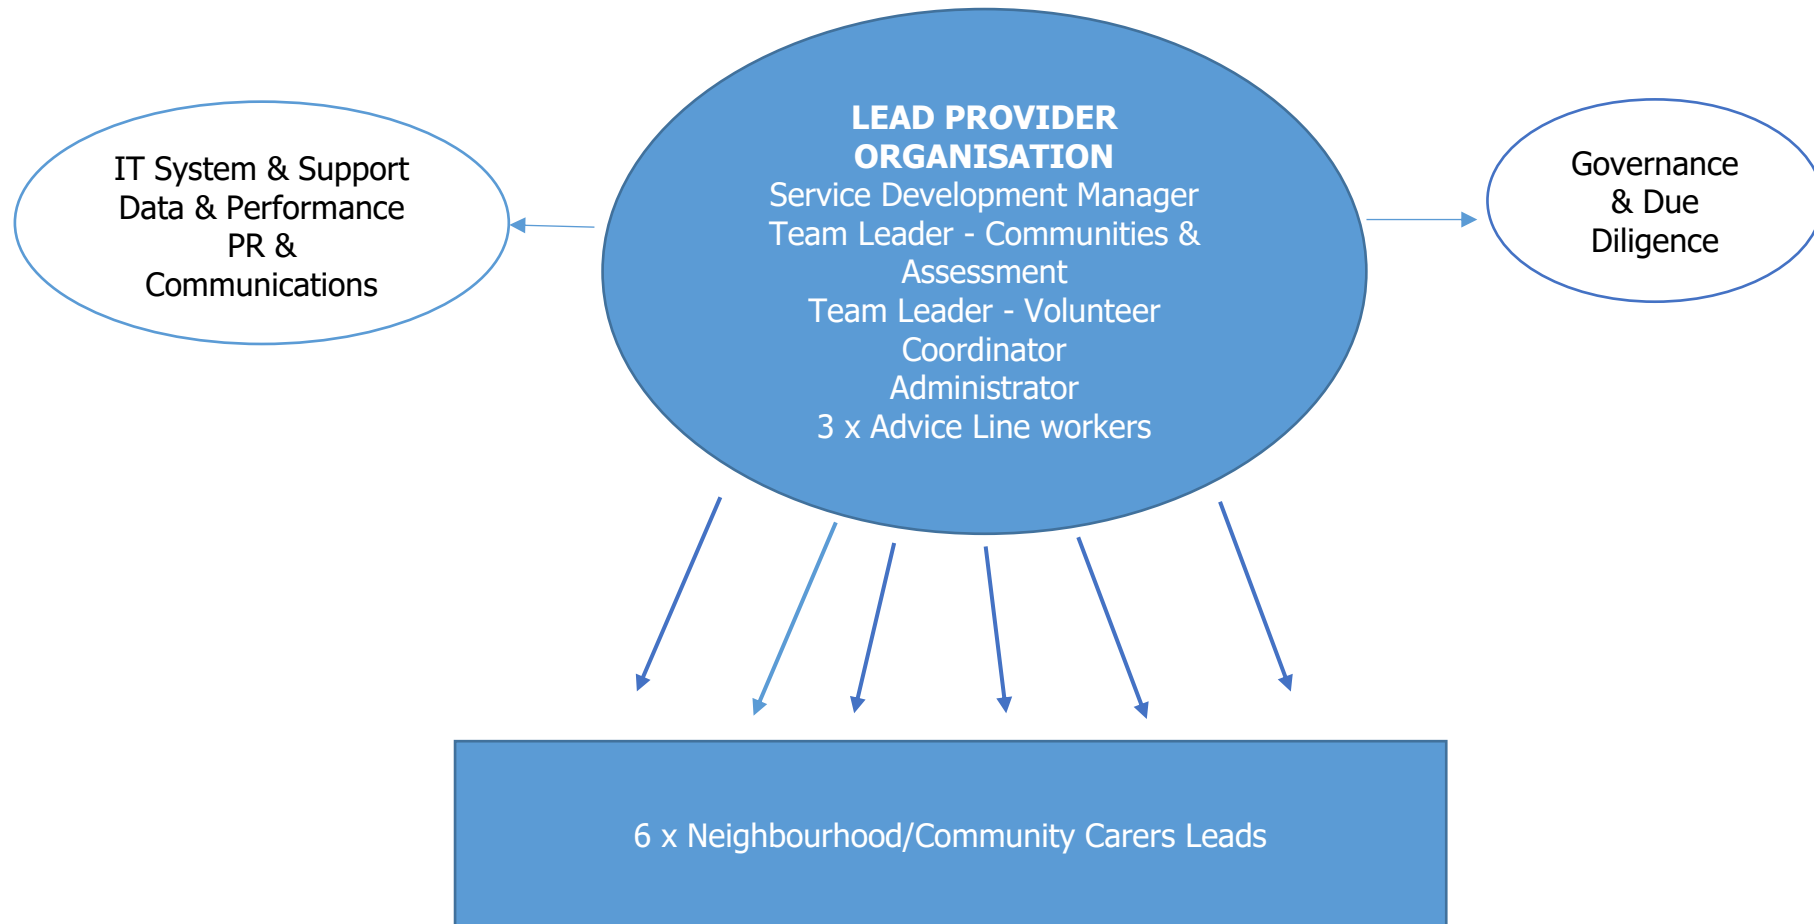 IT System & Support
Data & Performance
PR &
Communications
LEAD PROVIDER
ORGANISATION
Service Development Manager
Team Leader - Communities &
Assessment
Team Leader - Volunteer
Coordinator
Administrator
3 x Advice Line workers
Governance
& Due
Diligence
6 x Neighbourhood/Community Carers Leads